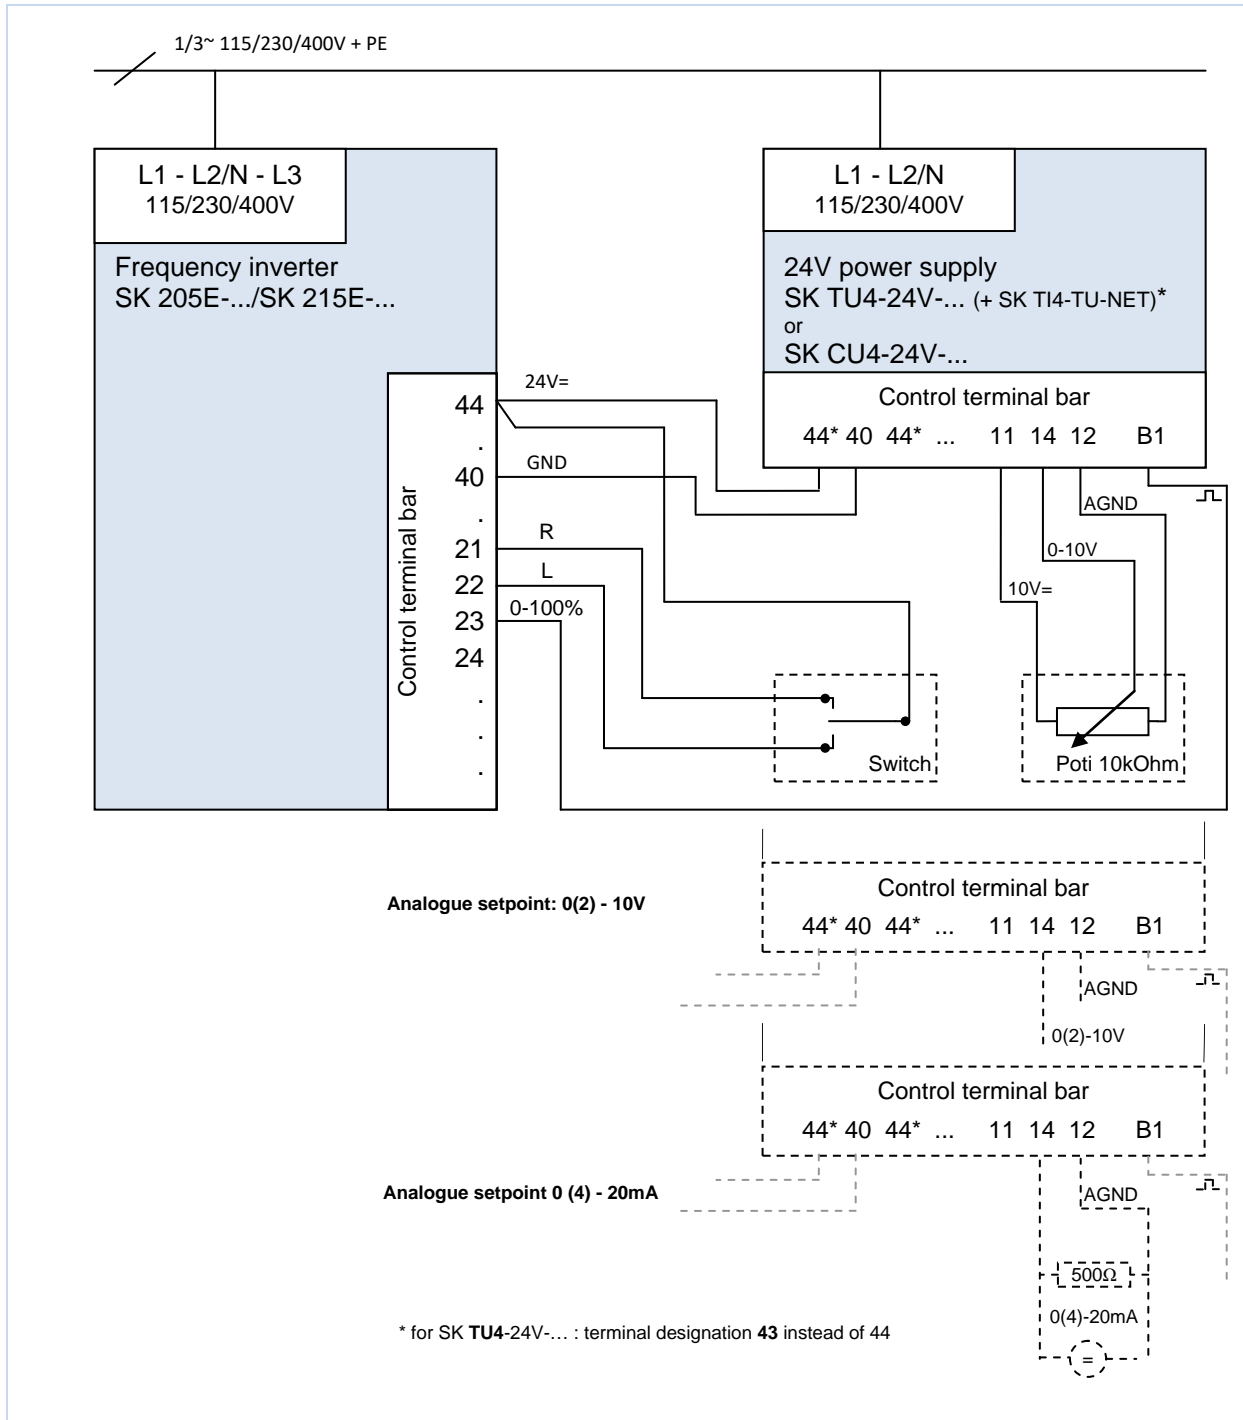 1/3~ 115/230/400V + PE
L1 - L2/N - L3
115/230/400V
Frequency inverter
SK 205E-.../SK 215E-...
L1 - L2/N
115/230/400V
24V power supply
SK TU4-24V-... (+ SK TI4-TU-NET)*
or
SK CU4-24V-...
Control terminal bar
44* 40 44* ... 11 14 12 B1
Control terminal bar
44
.
40
.
21
22
23
24
.
.
.
24V=
GND
R
L
0-100%
AGND
0-10V
10V=
Switch
Poti 10kOhm
Analogue setpoint: 0(2) - 10V
Control terminal bar
44* 40 44* ... 11 14 12 B1
AGND
0(2)-10V
Analogue setpoint 0 (4) - 20mA
Control terminal bar
44* 40 44* ... 11 14 12 B1
AGND
500Ω
0(4)-20mA
=
* for SK TU4-24V-… : terminal designation 43 instead of 44